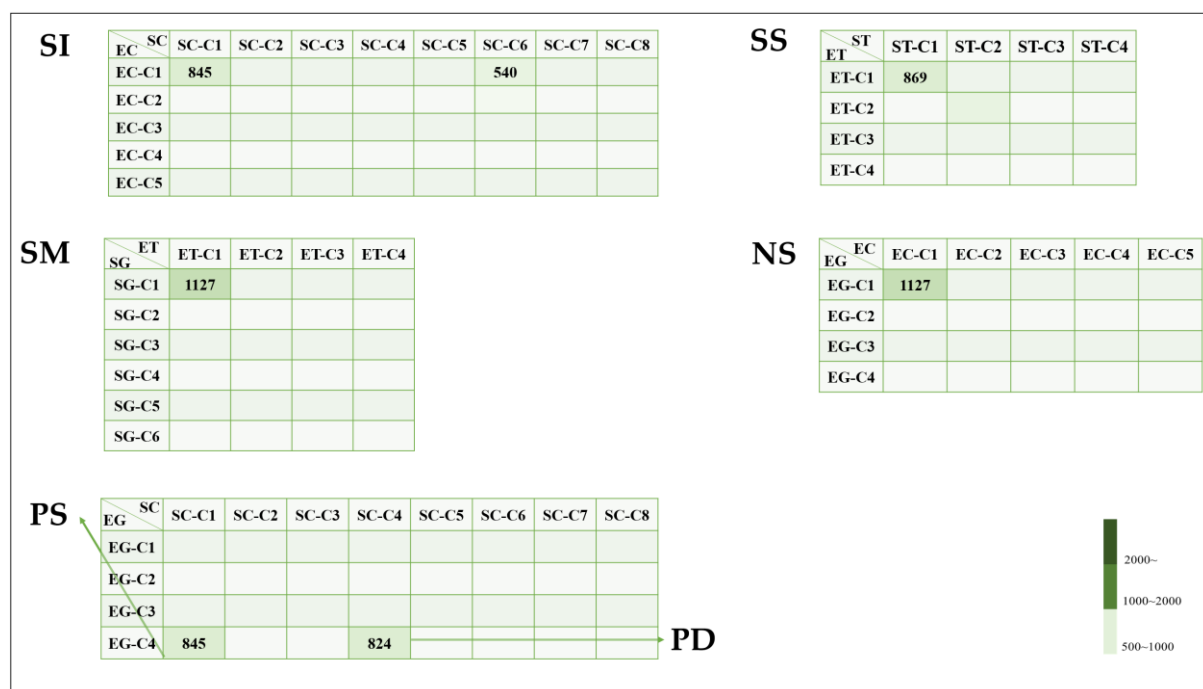 SI
SC
EC
SC-C1 SC-C2 SC-C3 SC-C4 SC-C5 SC-C6 SC-C7 SC-C8
EC-C1 845 540
EC-C2
EC-C3
EC-C4
EC-C5
SS
ST
ET
ST-C1 ST-C2 ST-C3 ST-C4
ET-C1 869
ET-C2
ET-C3
ET-C4
SM
ET
SG
ET-C1 ET-C2 ET-C3 ET-C4
SG-C1 1127
SG-C2
SG-C3
SG-C4
SG-C5
SG-C6
NS
EC
EG
EC-C1 EC-C2 EC-C3 EC-C4 EC-C5
EG-C1 1127
EG-C2
EG-C3
EG-C4
PS
SC
EG
SC-C1 SC-C2 SC-C3 SC-C4 SC-C5 SC-C6 SC-C7 SC-C8
EG-C1
EG-C2
EG-C3
EG-C4 845 824
PD
2000~
1000~2000
500~1000